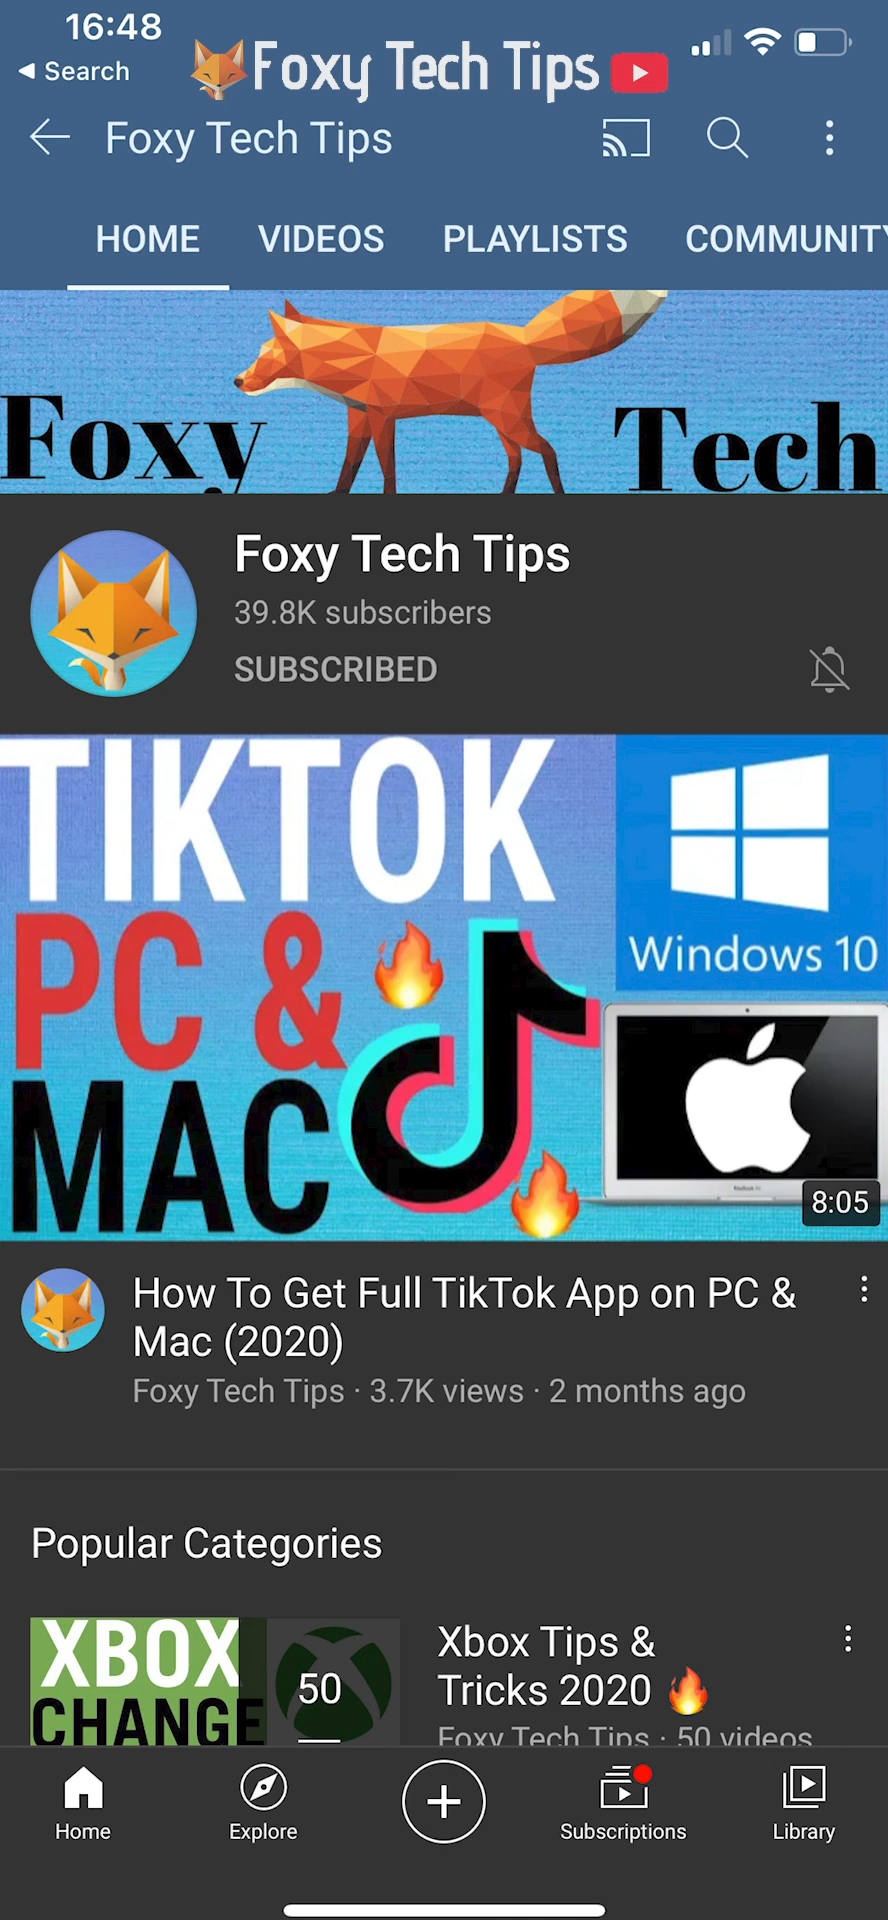 16:48
Search
Foxy Tech Tips
Foxy Tech Tips
HOME VIDEOS PLAYLISTS COMMUNITY
Foxy Tech
Foxy Tech Tips
39.8K subscribers
SUBSCRIBED
TIKTOK
PC &
MAC
Windows 10
8:05
How To Get Full TikTok App on PC &
Mac (2020)
Foxy Tech Tips · 3.7K views · 2 months ago
Popular Categories
XBOX
CHANGE
50
Xbox Tips &
Tricks 2020 🔥
Foxy Tech Tips · 50 videos
Home Explore Subscriptions Library